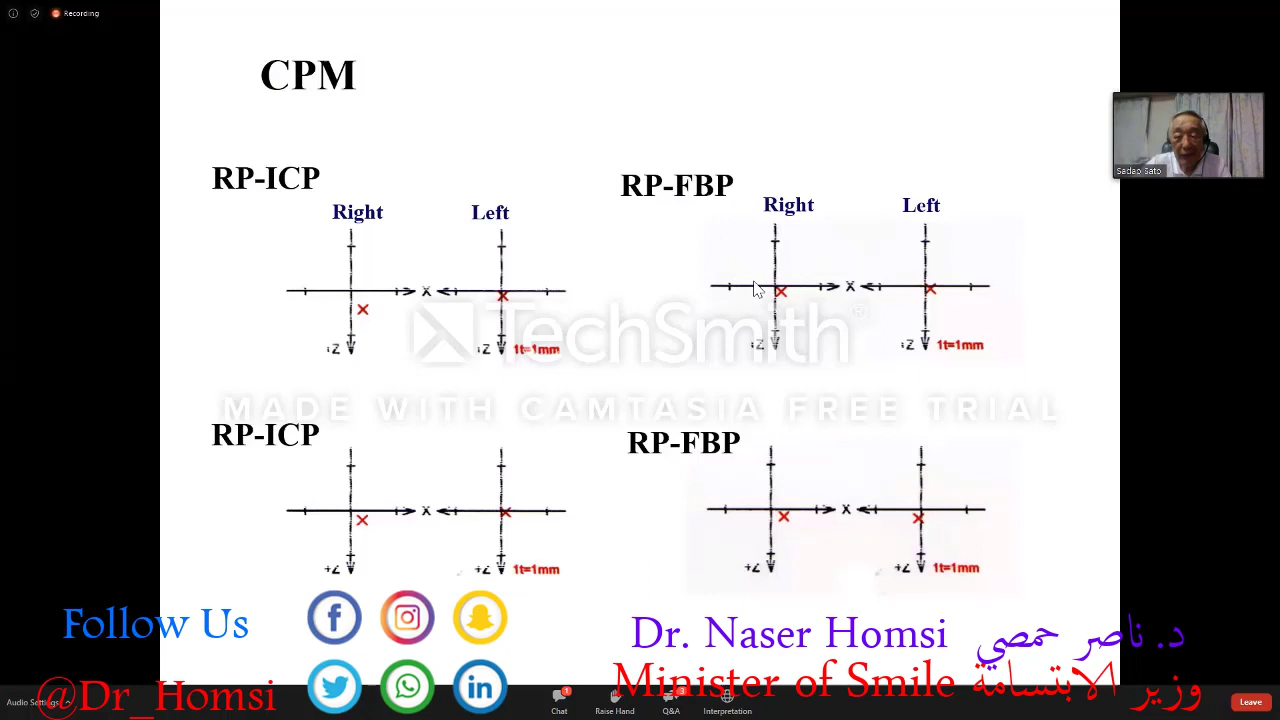 Recording
CPM
RP-ICP
RP-FBP
Right
Left
Right
Left
X
X
Z
Z
1t=1mm
Z
Z
1t=1mm
Sadao Sato
TechSmith®
MADE WITH CAMTASIA FREE TRIAL
RP-ICP
RP-FBP
X
X
+Z
+Z
1t=1mm
+Z
+Z
1t=1mm
Follow Us
@Dr_Homsi
Dr. Naser Homsi د. ناصر حمصي
Minister of Smile وزير الابتسامة
Audio Settings
Chat
1
Raise Hand
Q&A
3
Interpretation
Leave